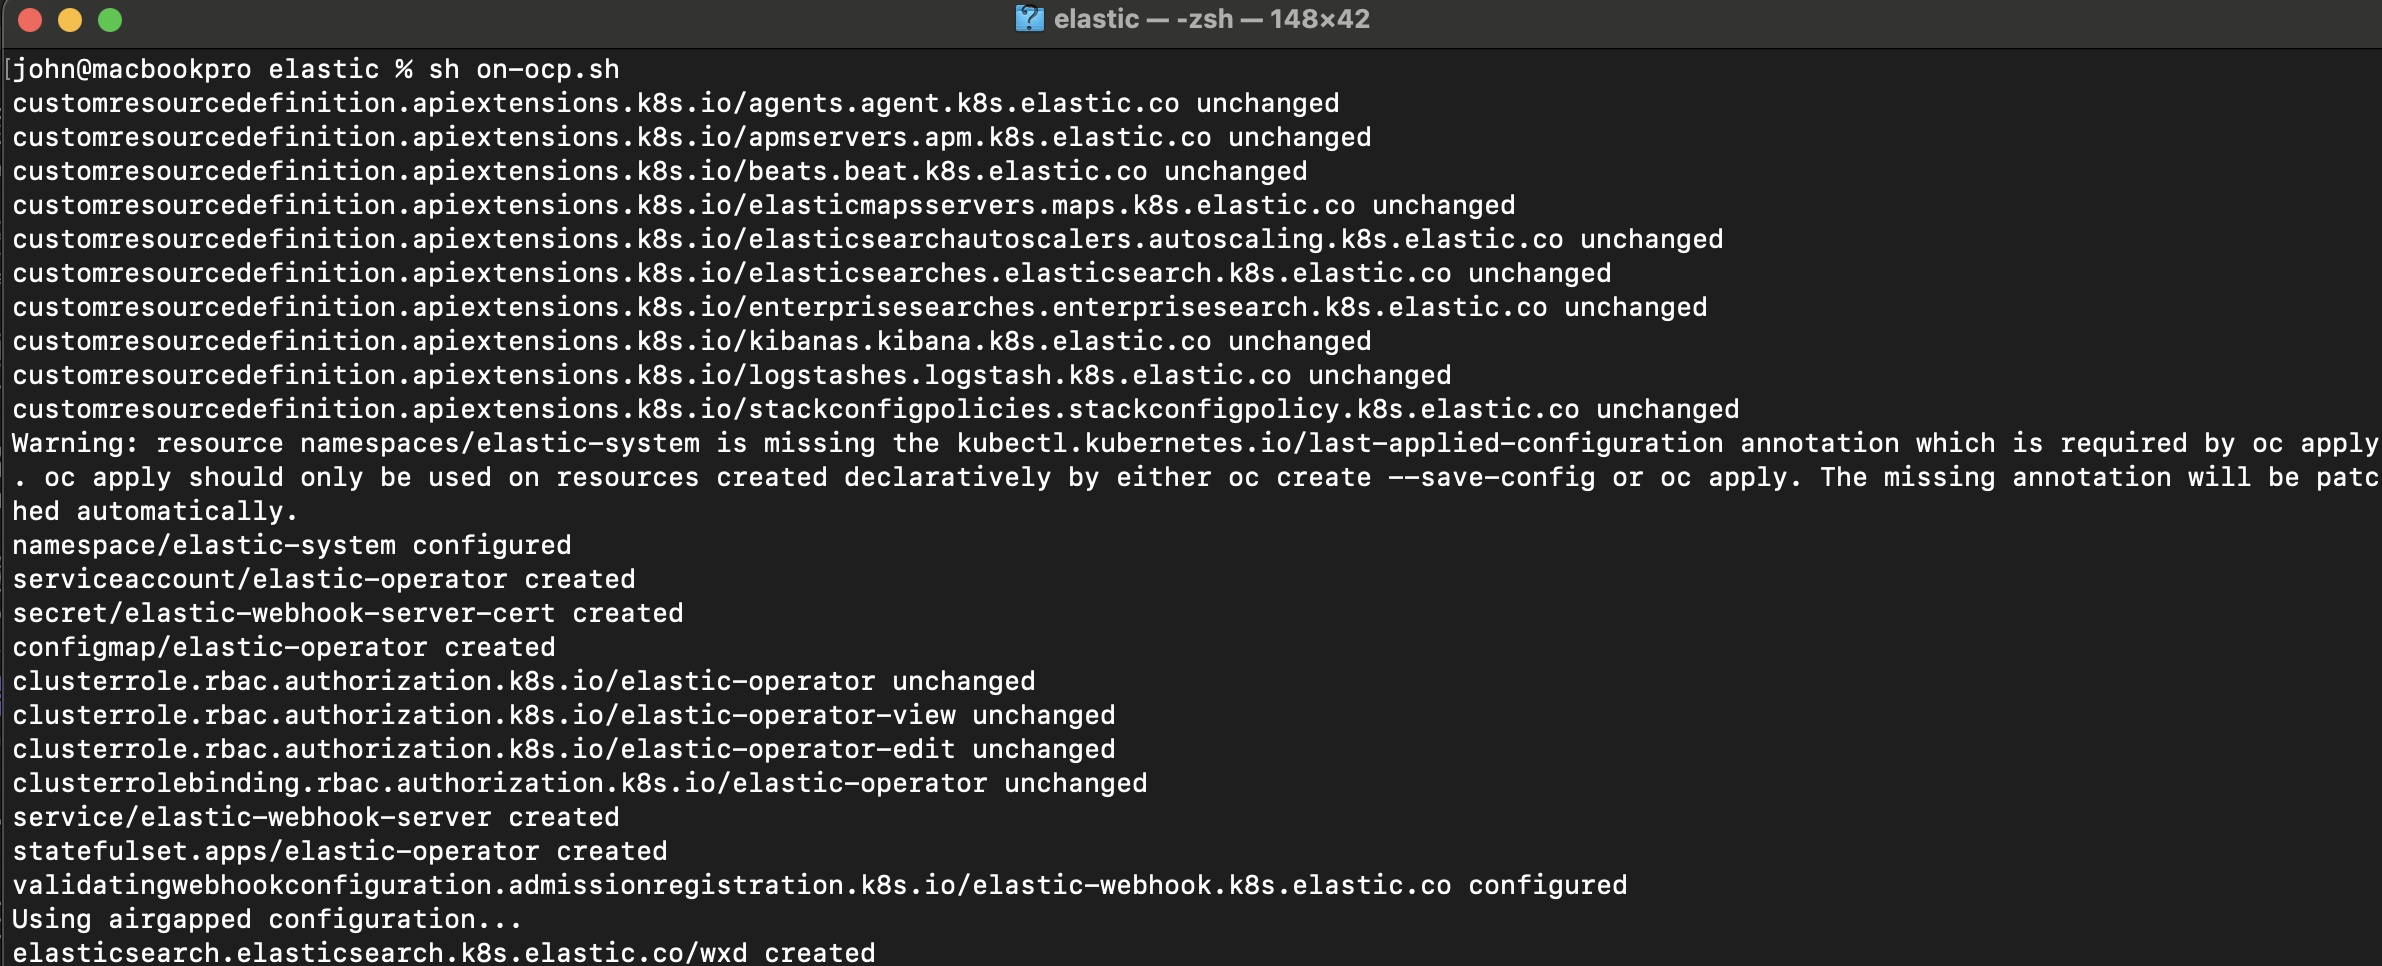 elastic — -zsh — 148×42
john@macbookpro elastic % sh on-ocp.sh
customresourcedefinition.apiextensions.k8s.io/agents.agent.k8s.elastic.co unchanged
customresourcedefinition.apiextensions.k8s.io/apmservers.apm.k8s.elastic.co unchanged
customresourcedefinition.apiextensions.k8s.io/beats.beat.k8s.elastic.co unchanged
customresourcedefinition.apiextensions.k8s.io/elasticmapsservers.maps.k8s.elastic.co unchanged
customresourcedefinition.apiextensions.k8s.io/elasticsearchautoscalers.autoscaling.k8s.elastic.co unchanged
customresourcedefinition.apiextensions.k8s.io/elasticsearches.elasticsearch.k8s.elastic.co unchanged
customresourcedefinition.apiextensions.k8s.io/enterprisesearches.enterprisesearch.k8s.elastic.co unchanged
customresourcedefinition.apiextensions.k8s.io/kibanas.kibana.k8s.elastic.co unchanged
customresourcedefinition.apiextensions.k8s.io/logstashes.logstash.k8s.elastic.co unchanged
customresourcedefinition.apiextensions.k8s.io/stackconfigpolicies.stackconfigpolicy.k8s.elastic.co unchanged
Warning: resource namespaces/elastic-system is missing the kubectl.kubernetes.io/last-applied-configuration annotation which is required by oc apply
. oc apply should only be used on resources created declaratively by either oc create --save-config or oc apply. The missing annotation will be patc
hed automatically.
namespace/elastic-system configured
serviceaccount/elastic-operator created
secret/elastic-webhook-server-cert created
configmap/elastic-operator created
clusterrole.rbac.authorization.k8s.io/elastic-operator unchanged
clusterrole.rbac.authorization.k8s.io/elastic-operator-view unchanged
clusterrole.rbac.authorization.k8s.io/elastic-operator-edit unchanged
clusterrolebinding.rbac.authorization.k8s.io/elastic-operator unchanged
service/elastic-webhook-server created
statefulset.apps/elastic-operator created
validatingwebhookconfiguration.admissionregistration.k8s.io/elastic-webhook.k8s.elastic.co configured
Using airgapped configuration...
elasticsearch.elasticsearch.k8s.elastic.co/wxd created